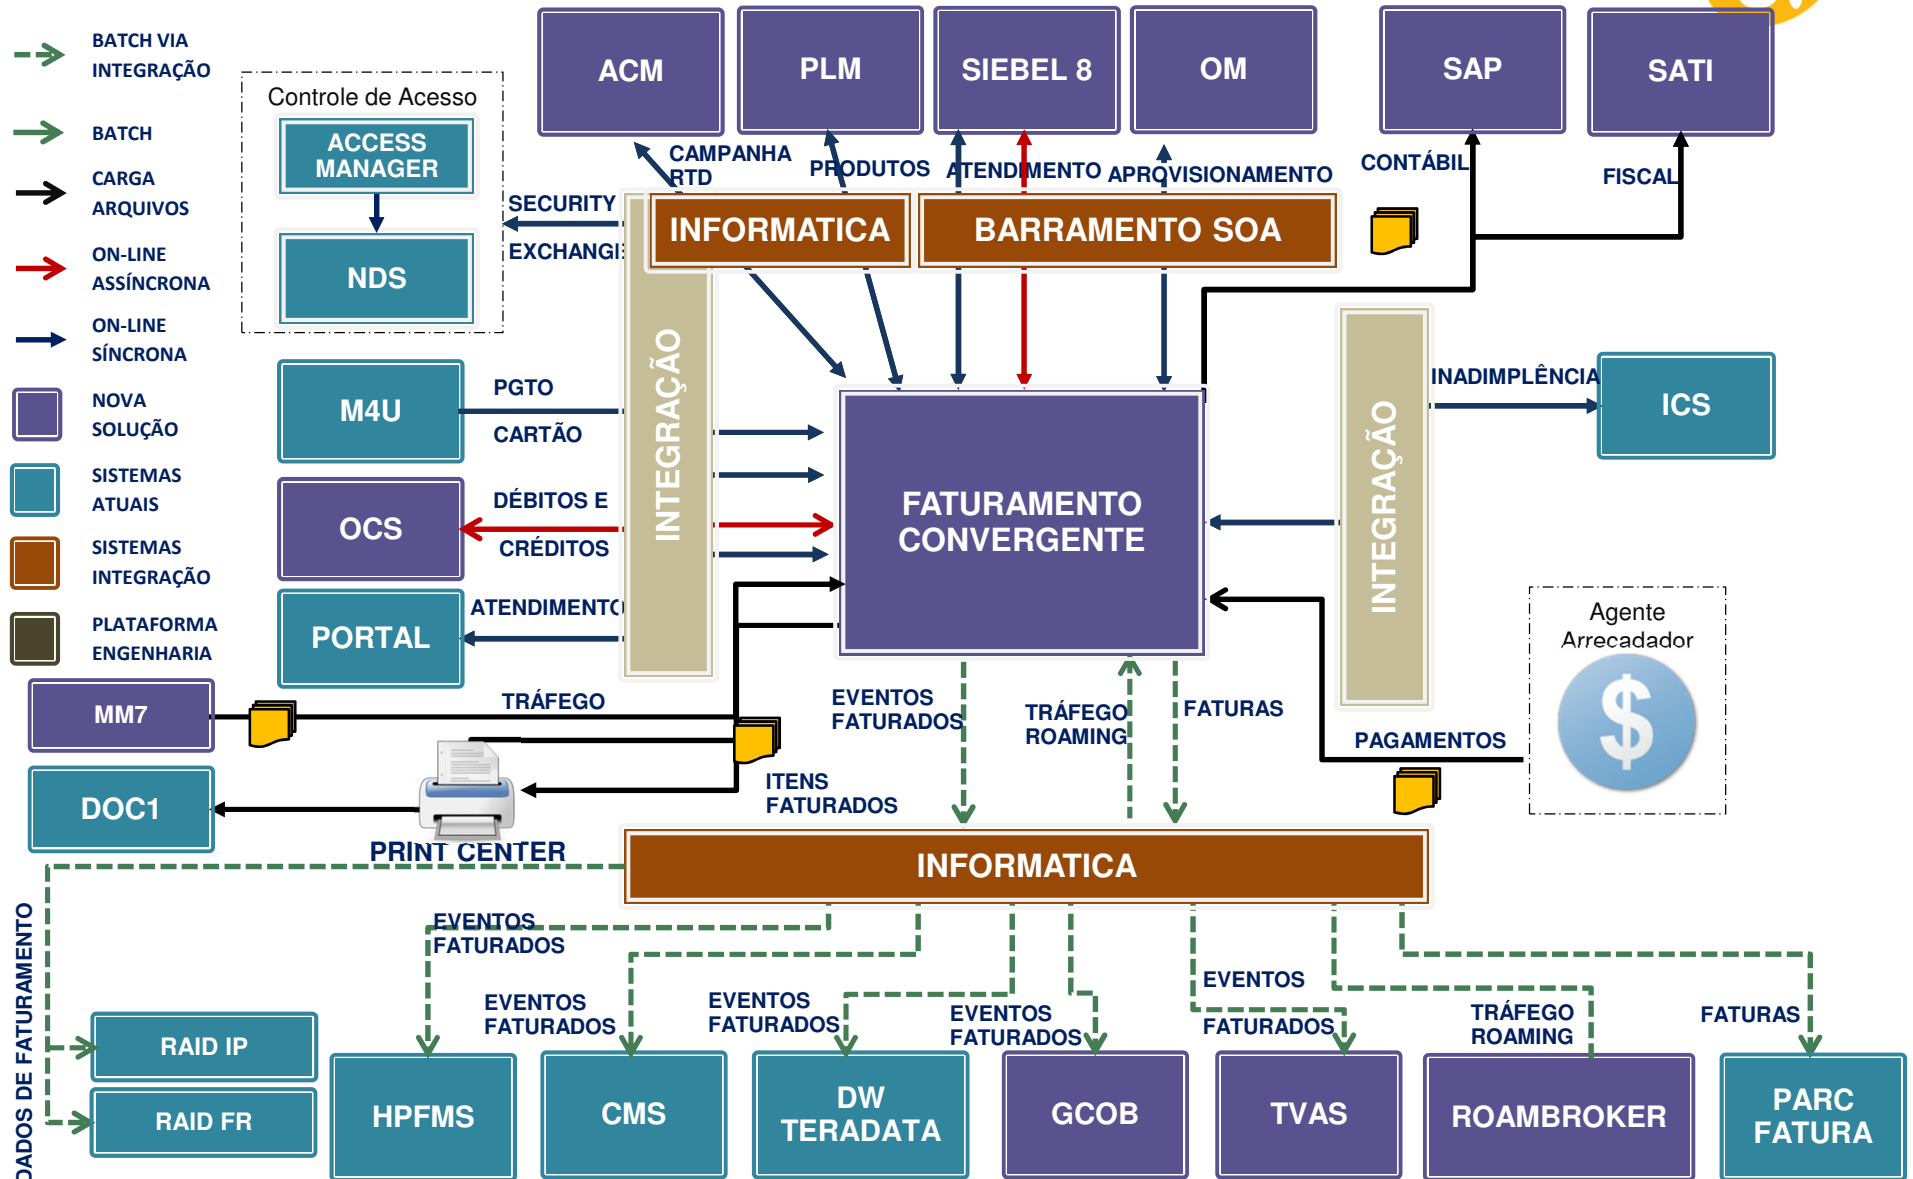 BATCH VIA
INTEGRAÇÃO
BATCH
CARGA
ARQUIVOS
ON-LINE
ASSÍNCRONA
ON-LINE
SÍNCRONA
NOVA
SOLUÇÃO
SISTEMAS
ATUAIS
SISTEMAS
INTEGRAÇÃO
PLATAFORMA
ENGENHARIA
Controle de Acesso
ACCESS
MANAGER
NDS
ACM
PLM
SIEBEL 8
OM
SAP
SATI
CAMPANHA
RTD
PRODUTOS
ATENDIMENTO
APROVISIONAMENTO
CONTÁBIL
FISCAL
SECURITY
EXCHANGE
INFORMATICA
BARRAMENTO SOA
INTEGRAÇÃO
M4U
PGTO
CARTÃO
OCS
DÉBITOS E
CRÉDITOS
PORTAL
ATENDIMENTO
FATURAMENTO
CONVERGENTE
INTEGRAÇÃO
INADIMPLÊNCIA
ICS
Agente
Arrecadador
$
PAGAMENTOS
MM7
TRÁFEGO
DOC1
PRINT CENTER
ITENS
FATURADOS
EVENTOS
FATURADOS
TRÁFEGO
ROAMING
FATURAS
INFORMATICA
DADOS DE FATURAMENTO
RAID IP
RAID FR
EVENTOS
FATURADOS
HPFMS
EVENTOS
FATURADOS
CMS
EVENTOS
FATURADOS
DW
TERADATA
EVENTOS
FATURADOS
GCOB
EVENTOS
FATURADOS
TVAS
TRÁFEGO
ROAMING
ROAMBROKER
FATURAS
PARC
FATURA